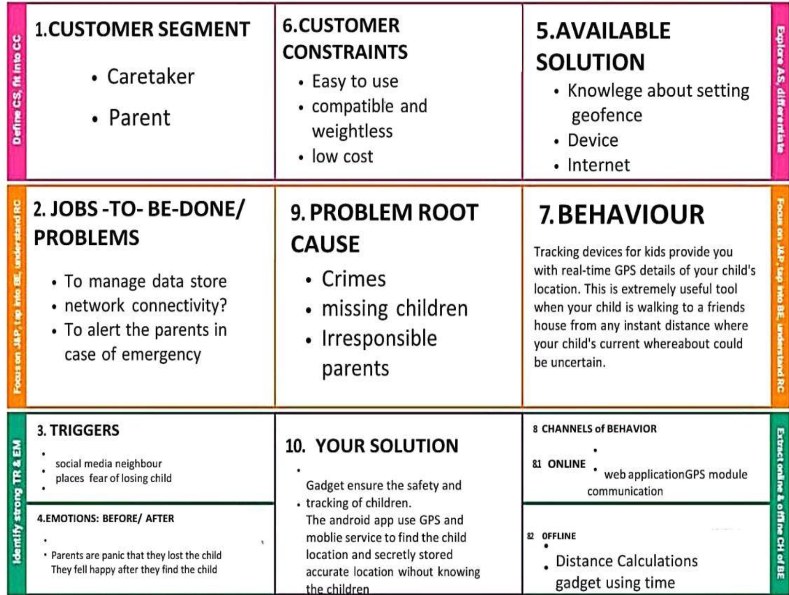 Define CS, fit into CC
1.CUSTOMER SEGMENT
• Caretaker
• Parent
6.CUSTOMER
CONSTRAINTS
• Easy to use
• compatible and
weightless
• low cost
5.AVAILABLE
SOLUTION
• Knowlege about setting
geofence
• Device
• Internet
Explore AS, differentiate
Focus on J&P, tap into BE, understand RC
2. JOBS -TO- BE-DONE/
PROBLEMS
• To manage data store
• network connectivity?
• To alert the parents in
case of emergency
9. PROBLEM ROOT
CAUSE
• Crimes
• missing children
• Irresponsible
parents
7.BEHAVIOUR
Tracking devices for kids provide you
with real-time GPS details of your child's
location. This is extremely useful tool
when your child is walking to a friends
house from any instant distance where
your child's current whereabout could
be uncertain.
Focus on J&P, tap into BE, understand RC
Identify strong TR & EM
3. TRIGGERS
•
social media neighbour
• places fear of losing child
•
4.EMOTIONS: BEFORE/ AFTER
•
• Parents are panic that they lost the child
They fell happy after they find the child
10. YOUR SOLUTION
•
Gadget ensure the safety and
• tracking of children.
The android app use GPS and
moblie service to find the child
location and secretly stored
accurate location wihout knowing
the children
8 CHANNELS of BEHAVIOR
•
8.1 ONLINE
• web applicationGPS module
communication
8.2 OFFLINE
•
• Distance Calculations
gadget using time
Extract online & offline CH of BE